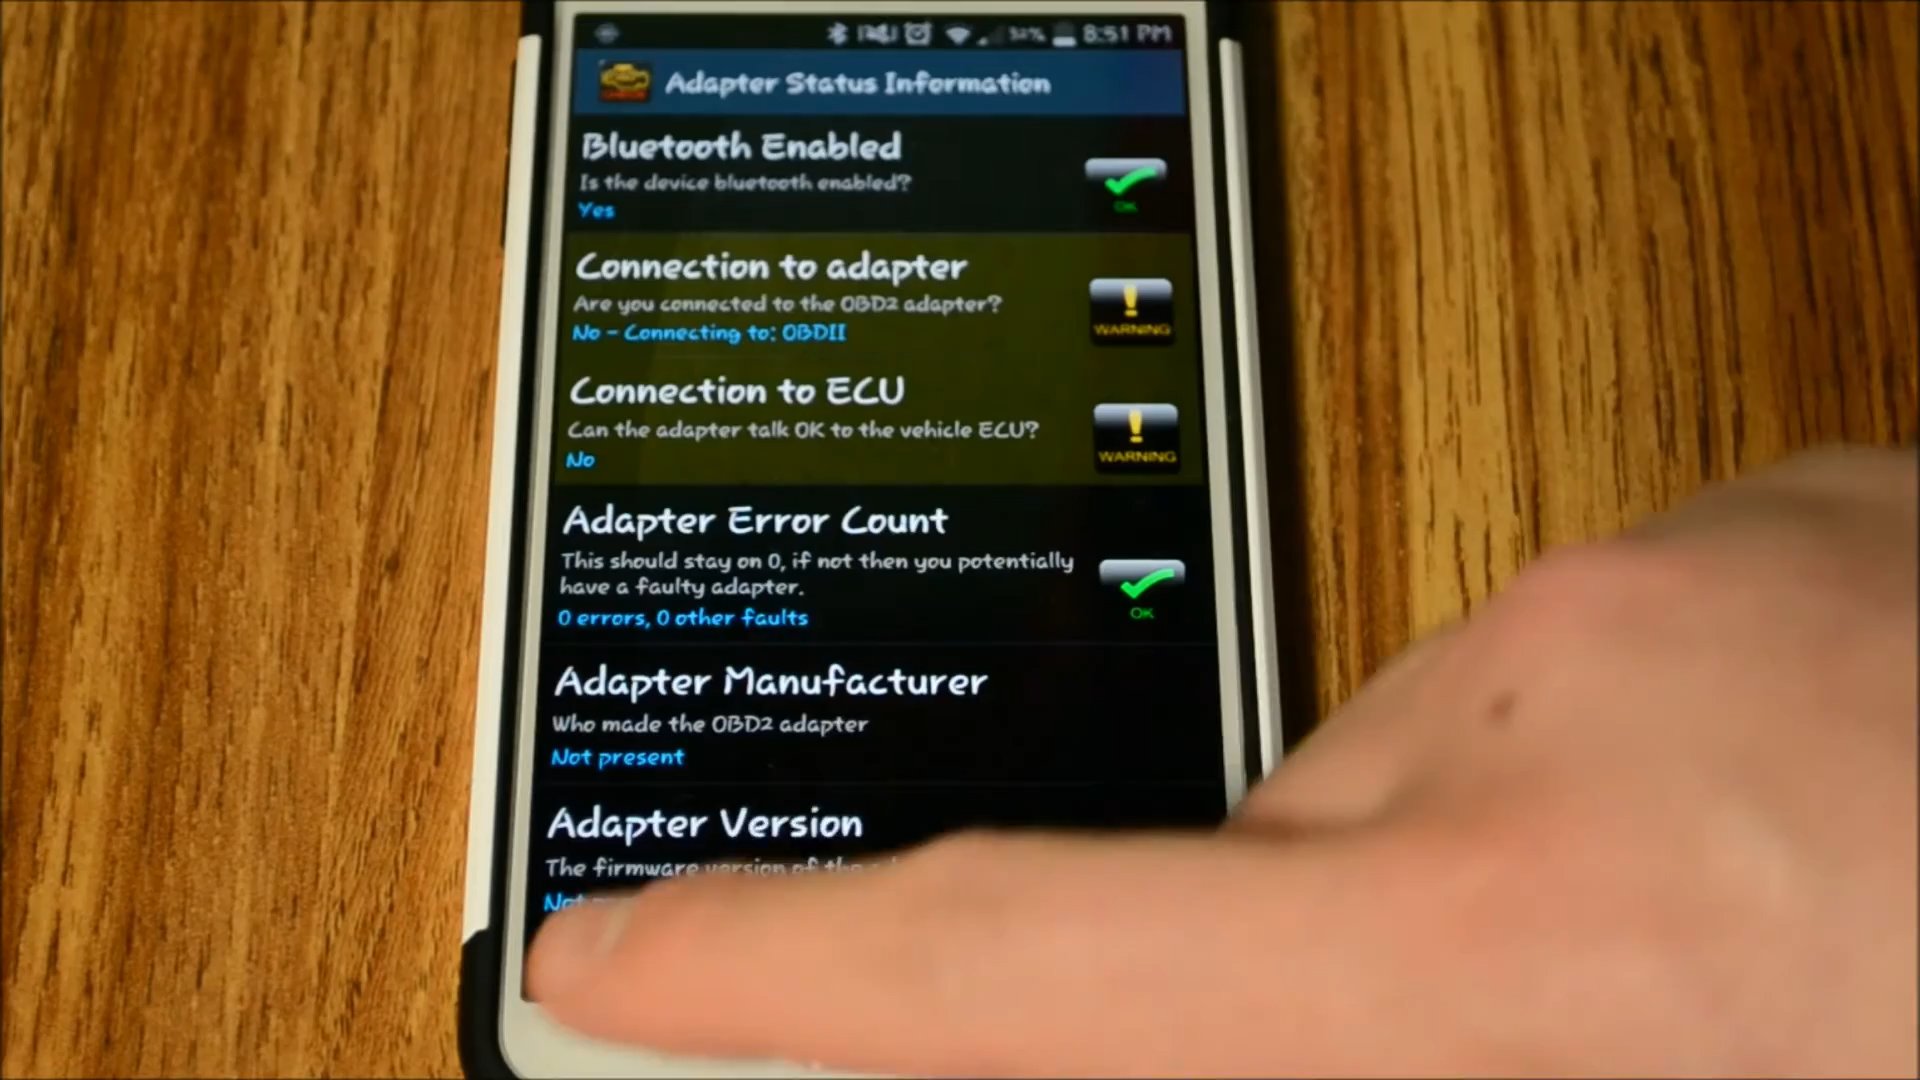 32% 8:51 PM
Adapter Status Information
Bluetooth Enabled
Is the device bluetooth enabled?
Yes
OK
Connection to adapter
Are you connected to the OBD2 adapter?
No - Connecting to: OBDII
WARNING
Connection to ECU
Can the adapter talk OK to the vehicle ECU?
No
WARNING
Adapter Error Count
This should stay on 0, if not then you potentially
have a faulty adapter.
0 errors, 0 other faults
OK
Adapter Manufacturer
Who made the OBD2 adapter
Not present
Adapter Version
The firmware version of the
Not